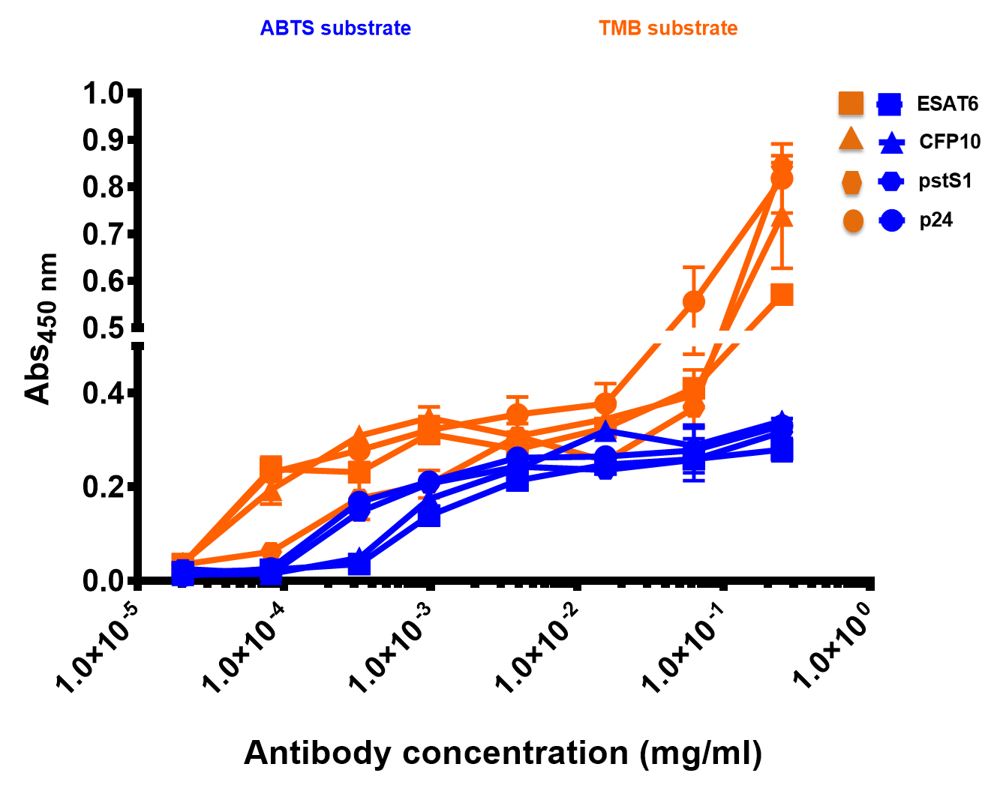 ABTS substrate
TMB substrate
1.0
0.9
0.8
0.7
0.6
0.5
0.4
0.2
0.0
Abs450 nm
ESAT6
CFP10
pstS1
p24
1.0×10-5
1.0×10-4
1.0×10-3
1.0×10-2
1.0×10-1
1.0×100
Antibody concentration (mg/ml)